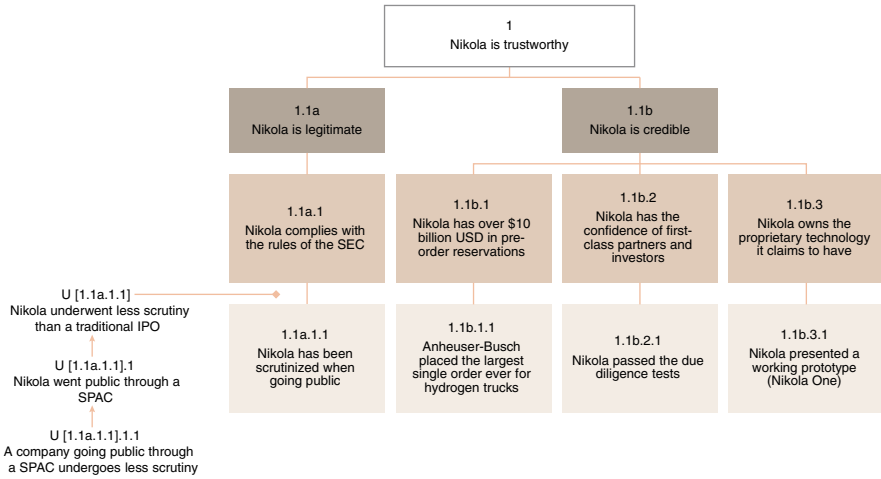 1
Nikola is trustworthy
1.1a
Nikola is legitimate
1.1b
Nikola is credible
1.1a.1
Nikola complies with
the rules of the SEC
1.1b.1
Nikola has over $10
billion USD in pre-
order reservations
1.1b.2
Nikola has the
confidence of first-
class partners and
investors
1.1b.3
Nikola owns the
proprietary technology
it claims to have
U [1.1a.1.1]
Nikola underwent less scrutiny
than a traditional IPO
U [1.1a.1.1].1
Nikola went public through a
SPAC
U [1.1a.1.1].1.1
A company going public through
a SPAC undergoes less scrutiny
1.1a.1.1
Nikola has been
scrutinized when
going public
1.1b.1.1
Anheuser-Busch
placed the largest
single order ever for
hydrogen trucks
1.1b.2.1
Nikola passed the due
diligence tests
1.1b.3.1
Nikola presented a
working prototype
(Nikola One)